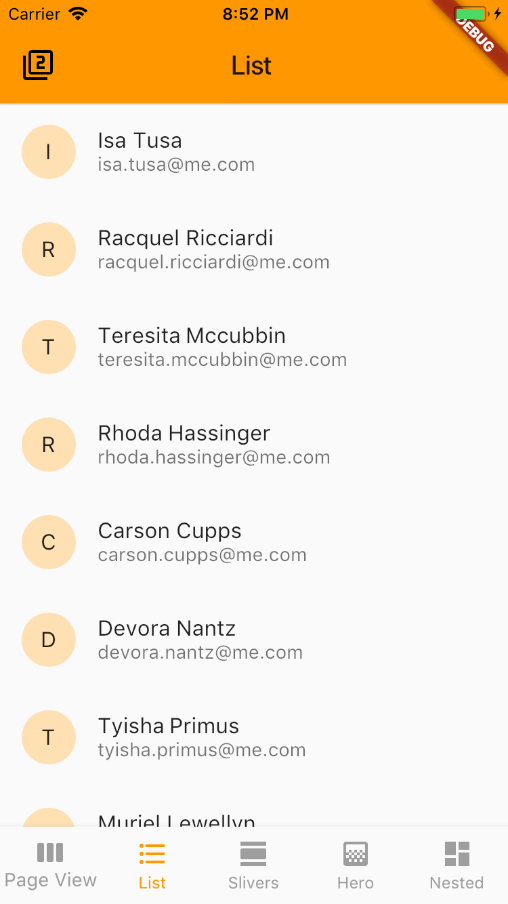 Carrier 8:52 PM
DEBUG
2 List
I Isa Tusa
isa.tusa@me.com
R Racquel Ricciardi
racquel.ricciardi@me.com
T Teresita Mccubbin
teresita.mccubbin@me.com
R Rhoda Hassinger
rhoda.hassinger@me.com
C Carson Cupps
carson.cupps@me.com
D Devora Nantz
devora.nantz@me.com
T Tyisha Primus
tyisha.primus@me.com
Muriel Lewellyn
Page View List Slivers Hero Nested